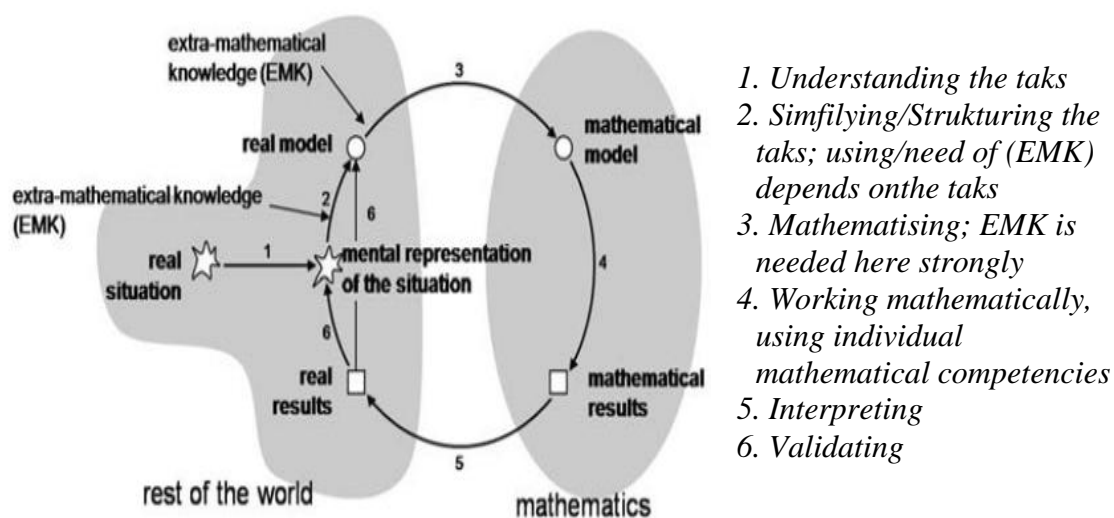 extra-mathematical
knowledge (EMK)
3
real model
mathematical
model
extra-mathematical knowledge
(EMK)
2
6
real
situation
1
mental representation
of the situation
4
6
real
results
mathematical
results
5
rest of the world
mathematics
1. Understanding the taks
2. Simfilying/Strukturing the
taks; using/need of (EMK)
depends onthe taks
3. Mathematising; EMK is
needed here strongly
4. Working mathematically,
using individual
mathematical competencies
5. Interpreting
6. Validating